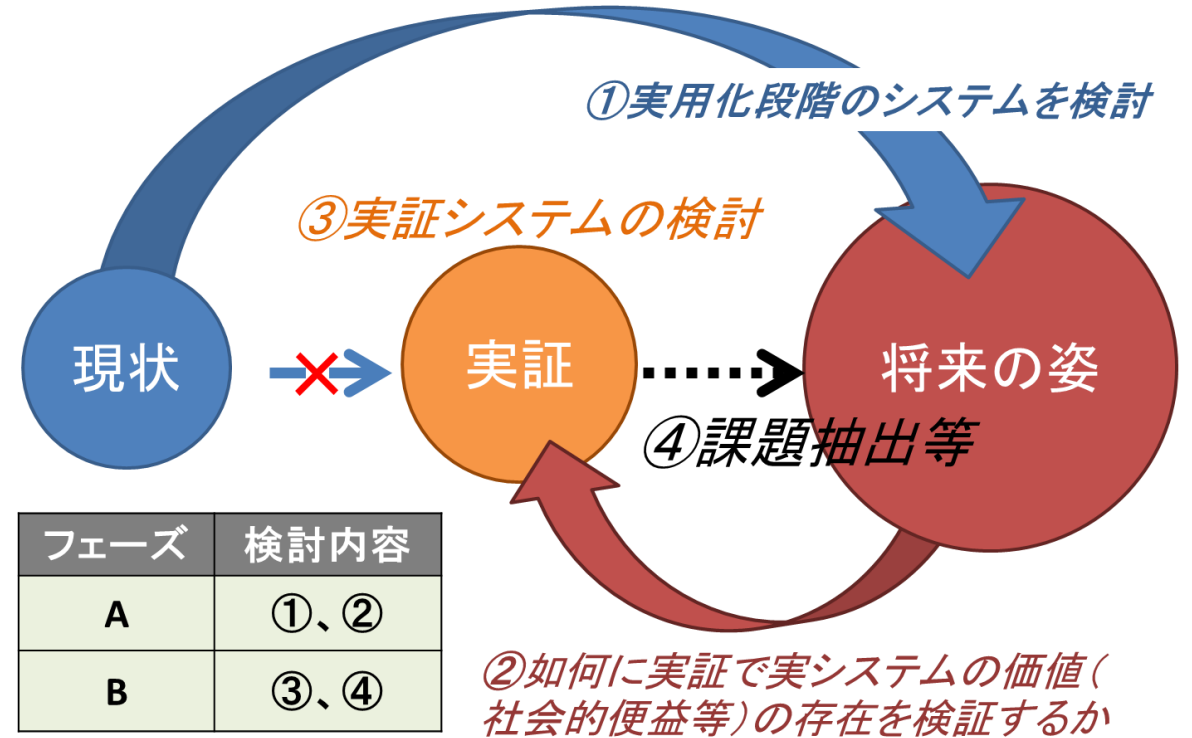 ①実用化段階のシステムを検討
③実証システムの検討
現状
実証
将来の姿
④課題抽出等
フェーズ 検討内容
A ①、②
B ③、④
②如何に実証で実システムの価値(
社会的便益等)の存在を検証するか